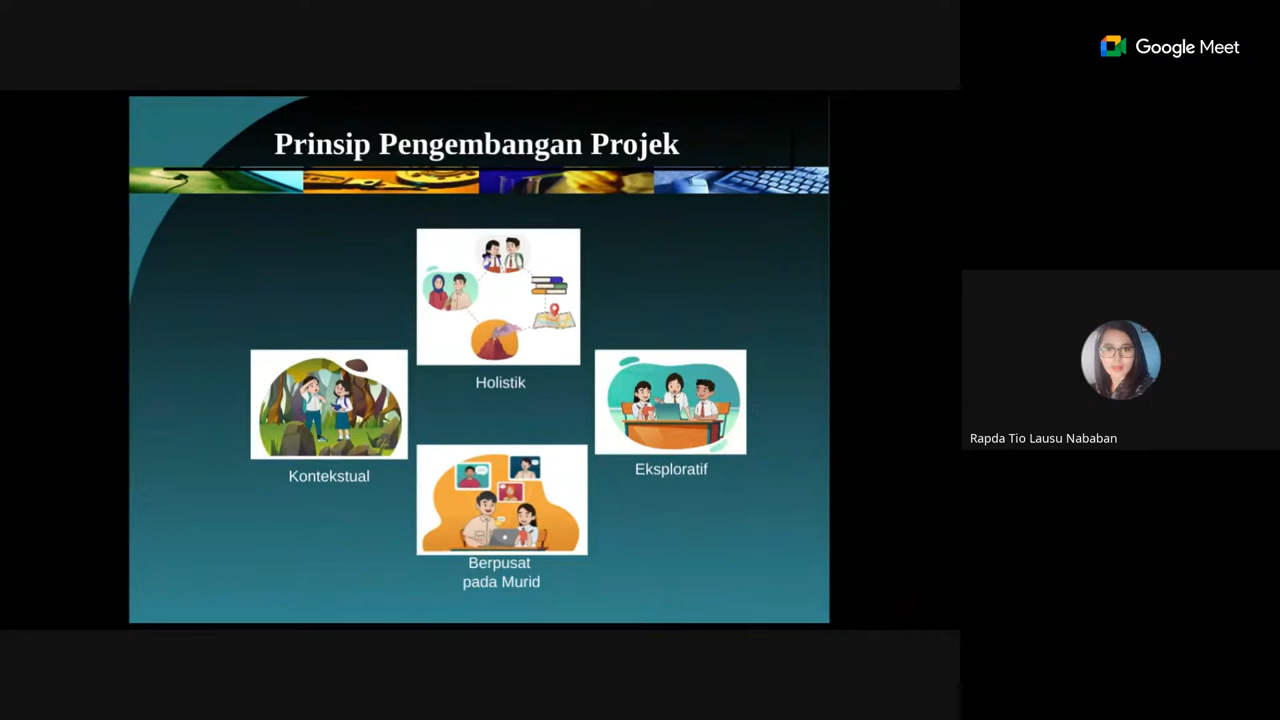 Google Meet
Prinsip Pengembangan Projek
Holistik
Kontekstual
Eksploratif
Berpusat
pada Murid
Rapda Tio Lausu Nababan